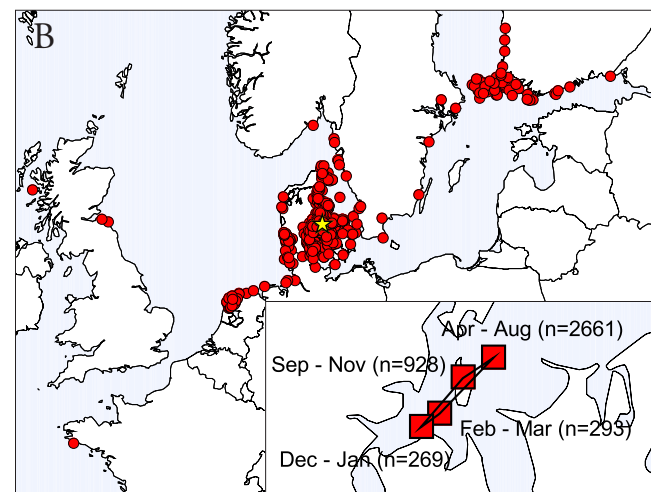 B
Apr - Aug (n=2661)
Sep - Nov (n=928)
Feb - Mar (n=293)
Dec - Jan (n=269)